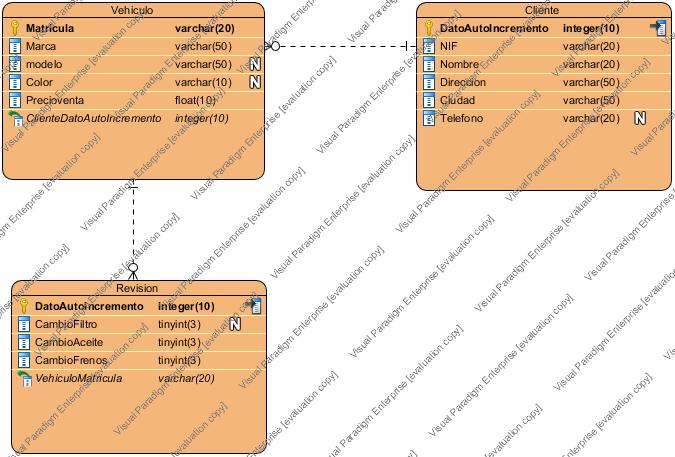 Vehiculo
Matricula varchar(20)
Marca varchar(50)
modelo varchar(50) N
Color varchar(10) N
Precioventa float(10)
ClienteDatoAutoIncremento integer(10)
Cliente
DatoAutoIncremento integer(10)
NIF varchar(20)
Nombre varchar(20)
Direccion varchar(50)
Ciudad varchar(50)
Telefono varchar(20) N
Revision
DatoAutoIncremento integer(10)
CambioFiltro tinyint(3) N
CambioAceite tinyint(3)
CambioFrenos tinyint(3)
VehiculoMatricula varchar(20)
Visual Paradigm Enterprise [evaluation copy]